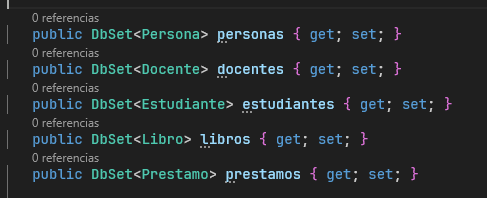 0 referencias
public DbSet<Persona> personas { get; set; }
0 referencias
public DbSet<Docente> docentes { get; set; }
0 referencias
public DbSet<Estudiante> estudiantes { get; set; }
0 referencias
public DbSet<Libro> libros { get; set; }
0 referencias
public DbSet<Prestamo> prestamos { get; set; }